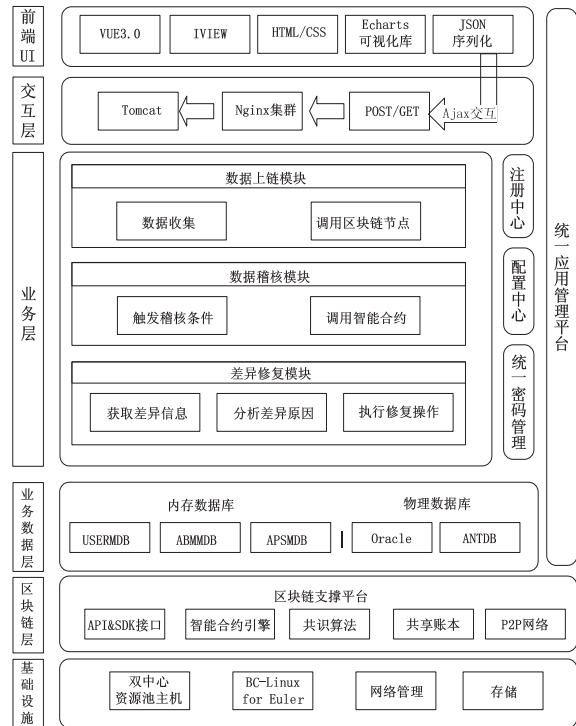 前端UI
VUE3.0
IVIEW
HTML/CSS
Echarts
可视化库
JSON
序列化
交互层
Tomcat
Nginx集群
POST/GET
Ajax交互
业务层
数据上链模块
数据收集
调用区块链节点
数据稽核模块
触发稽核条件
调用智能合约
差异修复模块
获取差异信息
分析差异原因
执行修复操作
注册中心
配置中心
统一密码管理
统一应用管理平台
业务数据层
内存数据库
物理数据库
USERMDB
ABMMDB
APSMDB
Oracle
ANTDB
区块链层
区块链支撑平台
API&SDK接口
智能合约引擎
共识算法
共享账本
P2P网络
基础设施
双中心
资源池主机
BC-Linux
for Euler
网络管理
存储